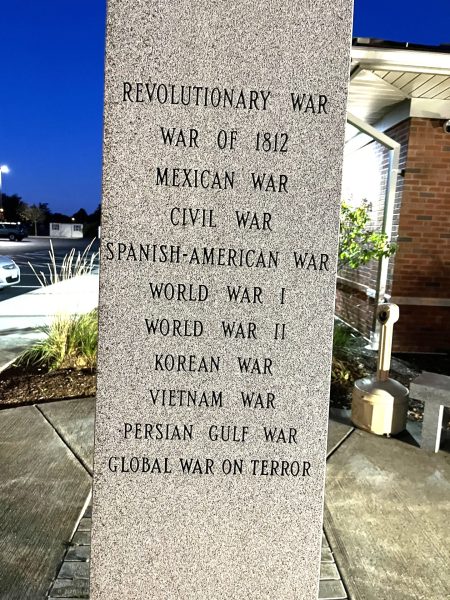 REVOLUTIONARY WAR
WAR OF 1812
MEXICAN WAR
CIVIL WAR
SPANISH-AMERICAN WAR
WORLD WAR I
WORLD WAR II
KOREAN WAR
VIETNAM WAR
PERSIAN GULF WAR
GLOBAL WAR ON TERROR